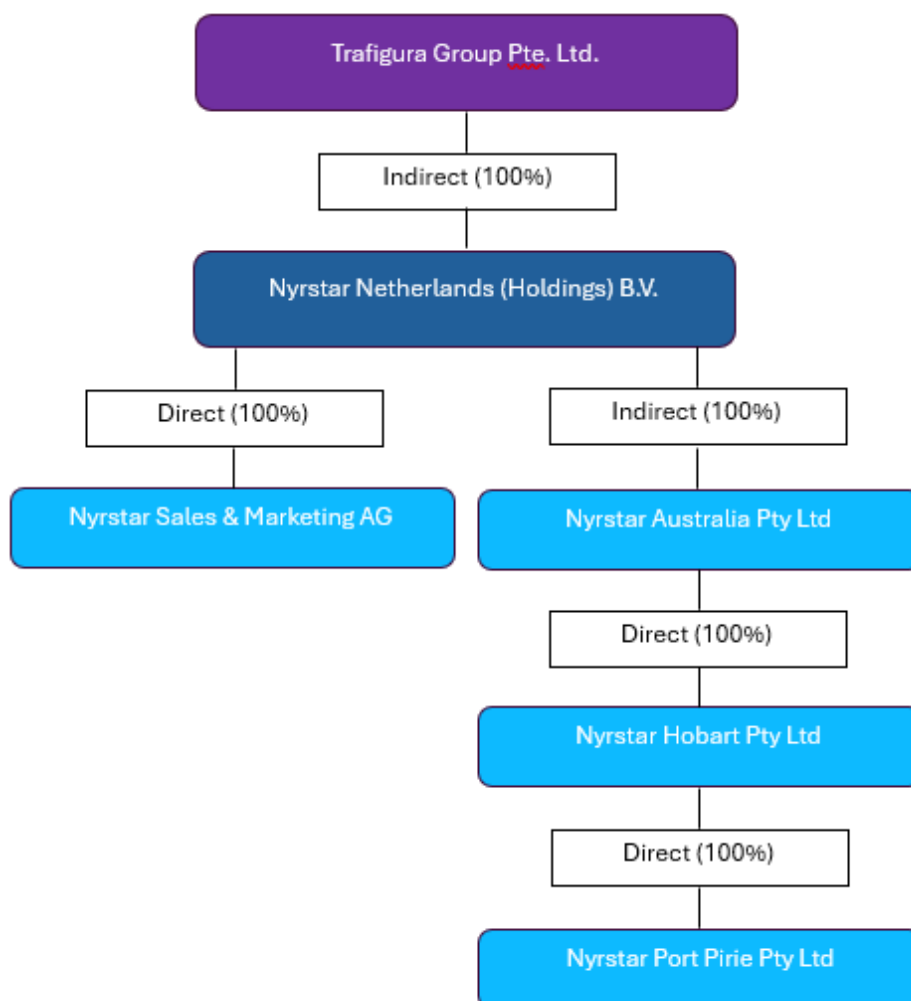 Trafigura Group Pte. Ltd.
Indirect (100%)
Nyrstar Netherlands (Holdings) B.V.
Direct (100%)
Indirect (100%)
Nyrstar Sales & Marketing AG
Nyrstar Australia Pty Ltd
Direct (100%)
Nyrstar Hobart Pty Ltd
Direct (100%)
Nyrstar Port Pirie Pty Ltd